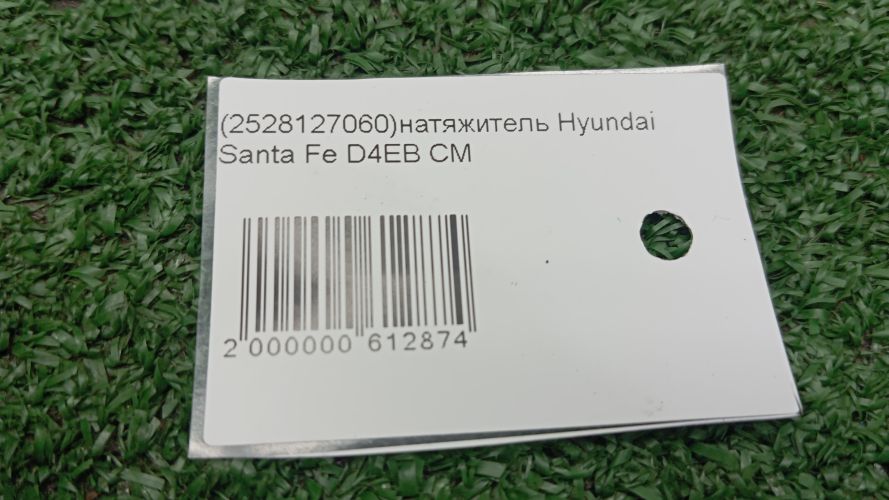 (2528127060)натяжитель Hyundai
Santa Fe D4EB CM
2 000000 612874